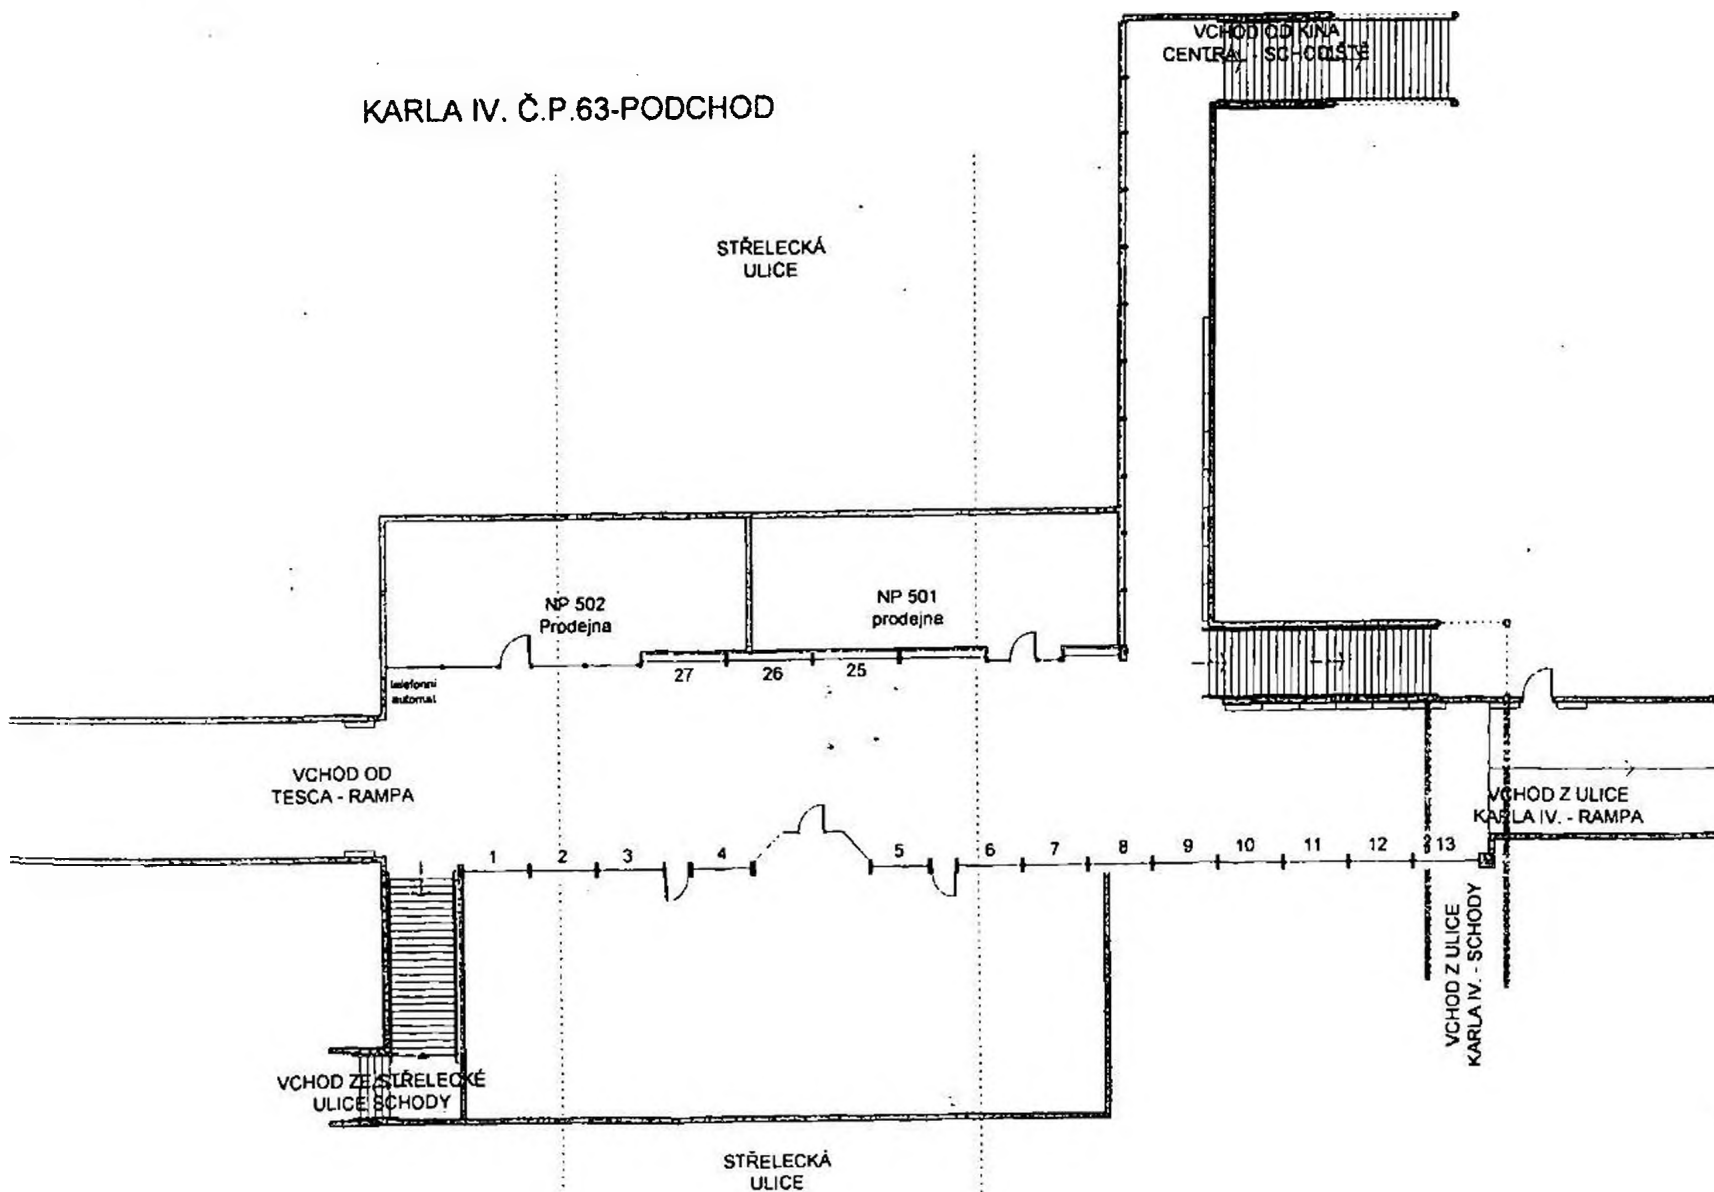 VCHOD OD KINA
CENTRAL - SCHODIŠTĚ
KARLA IV. Č.P.63-PODCHOD
STŘELECKÁ
ULICE
NP 502
Prodejna
NP 501
prodejna
27 26 25
telefonní
automat
VCHOD OD
TESCA - RAMPA
VCHOD Z ULICE
KARLA IV. - RAMPA
1 2 3 4 5 6 7 8 9 10 11 12 13
VCHOD Z ULICE
KARLA IV. - SCHODY
VCHOD ZE STŘELECKÉ
ULICE SCHODY
STŘELECKÁ
ULICE